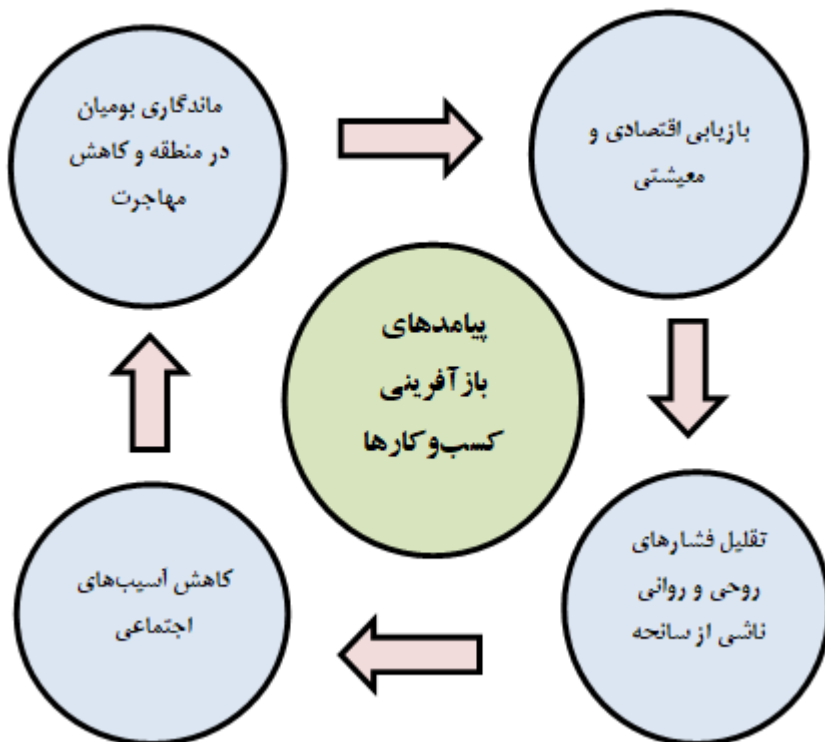 ماندگاری بومیان
در منطقه و کاهش
مهاجرت
بازیابی اقتصادی و
معیشتی
پیامدهای
بازآفرینی
کسب‌وکارها
تقلیل فشارهای
روحی و روانی
ناشی از سانحه
کاهش آسیب‌های
اجتماعی